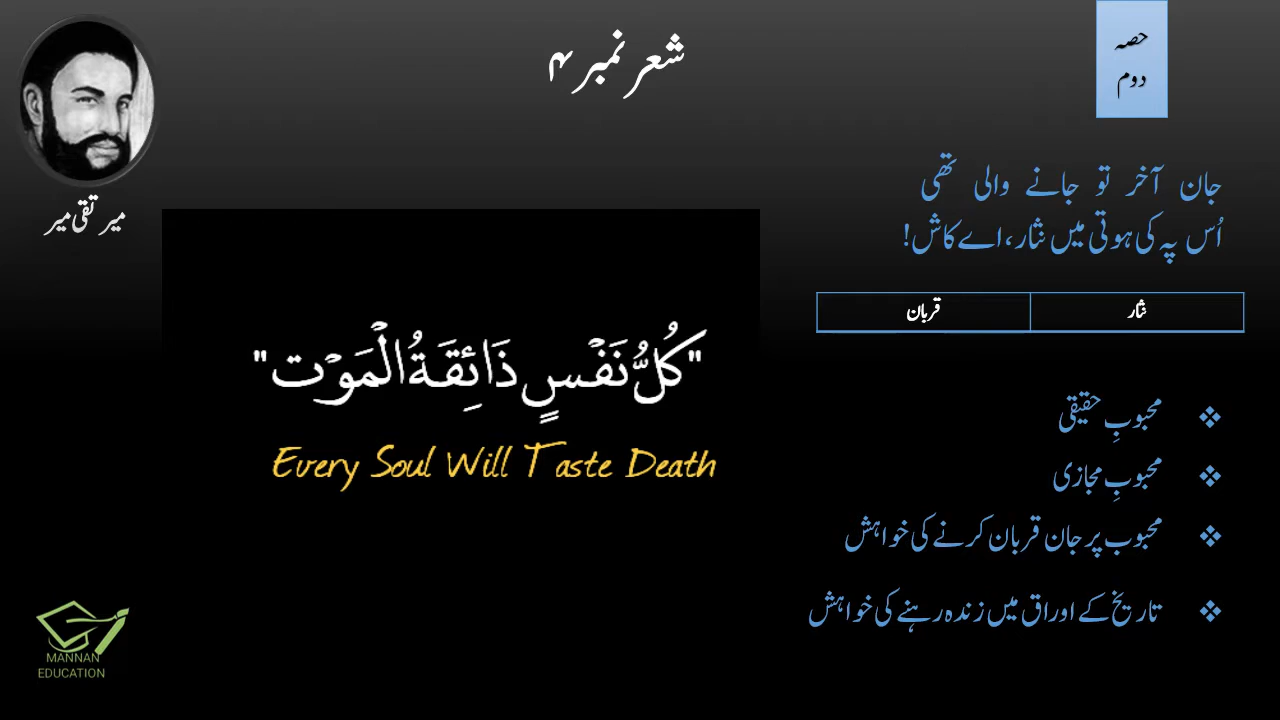 حصہ
دوم
شعر نمبر ۴
میر تقی میر
جان آخر تو جانے والی تھی
اُس پہ کی ہوتی میں نثار، اے کاش!
نثار قربان
"كُلُّ نَفْسٍ ذَائِقَةُ الْمَوْت"
Every Soul Will Taste Death
❖ محبوبِ حقیقی
❖ محبوبِ مجازی
❖ محبوب پر جان قربان کرنے کی خواہش
❖ تاریخ کے اوراق میں زندہ رہنے کی خواہش
MANNAN
EDUCATION